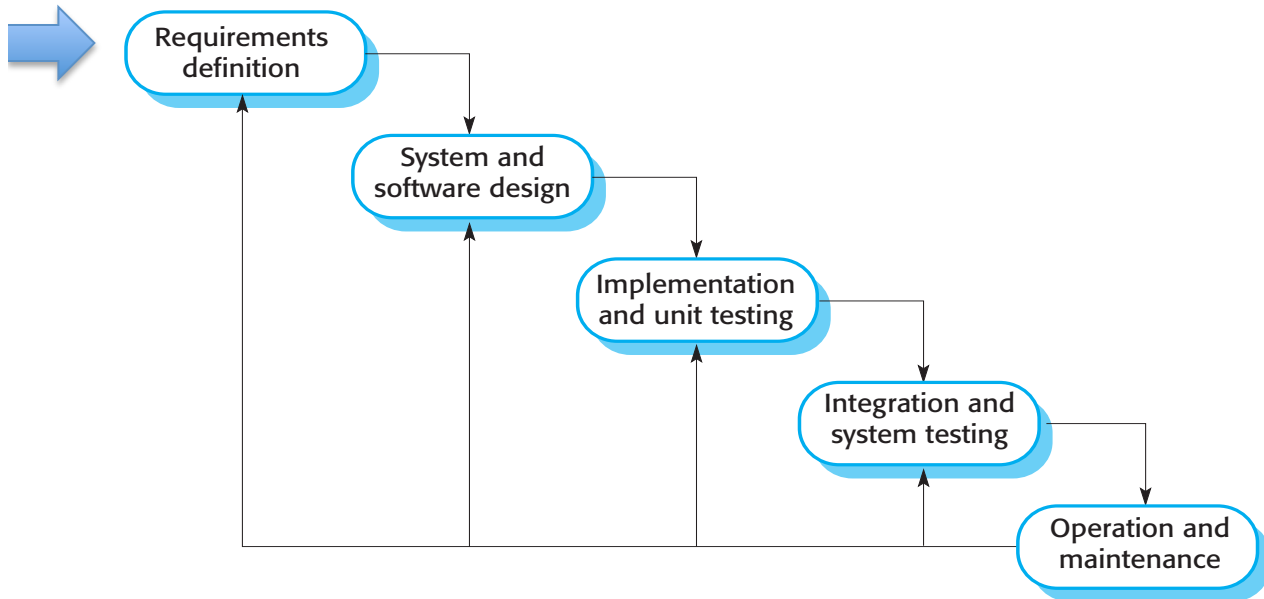 Requirements
definition
System and
software design
Implementation
and unit testing
Integration and
system testing
Operation and
maintenance